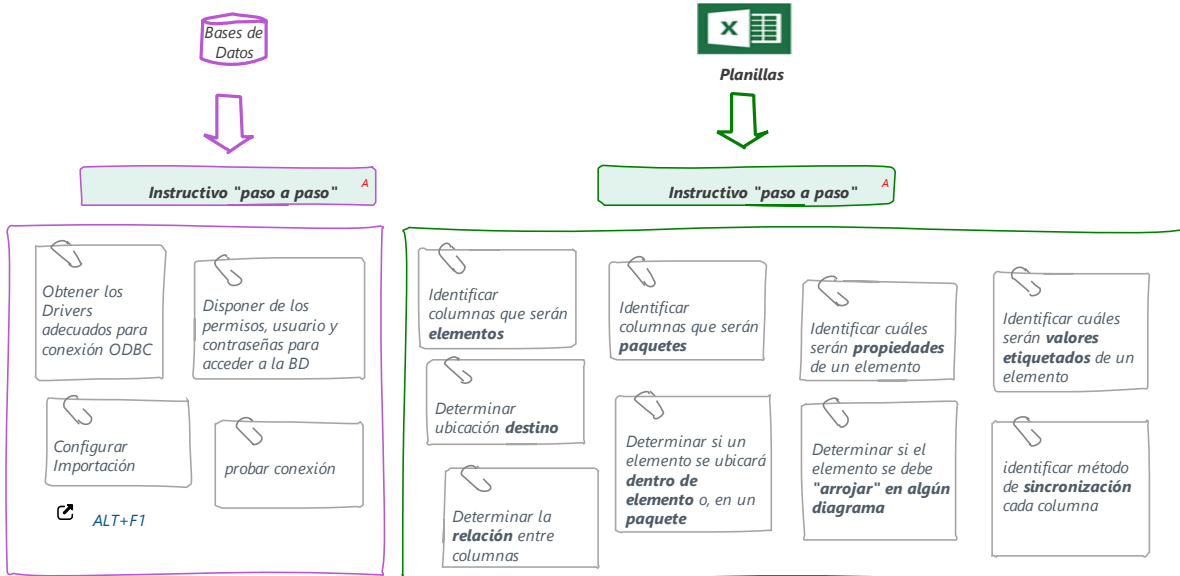 Bases de
Datos
Planillas
Instructivo "paso a paso"
A
Instructivo "paso a paso"
A
Obtener los
Drivers
adecuados para
conexión ODBC
Disponer de los
permisos, usuario y
contraseñas para
acceder a la BD
Configurar
Importación
probar conexión
ALT+F1
Identificar
columnas que serán
elementos
Identificar
columnas que serán
paquetes
Identificar cuáles
serán propiedades
de un elemento
Identificar cuáles
serán valores
etiquetados de un
elemento
Determinar
ubicación destino
Determinar si un
elemento se ubicará
dentro de
elemento o, en un
paquete
Determinar si el
elemento se debe
"arrojar" en algún
diagrama
identificar método
de sincronización
cada columna
Determinar la
relación entre
columnas